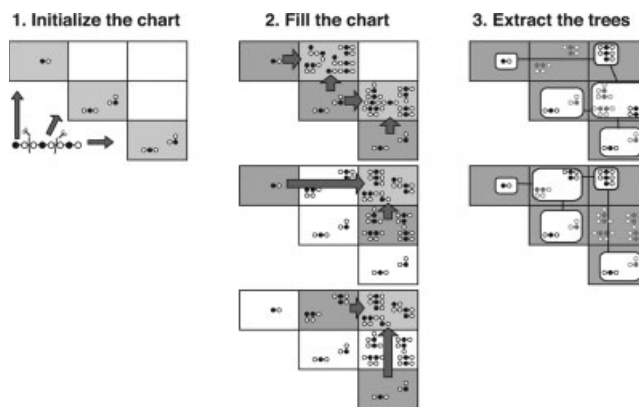 1. Initialize the chart
2. Fill the chart
3. Extract the trees